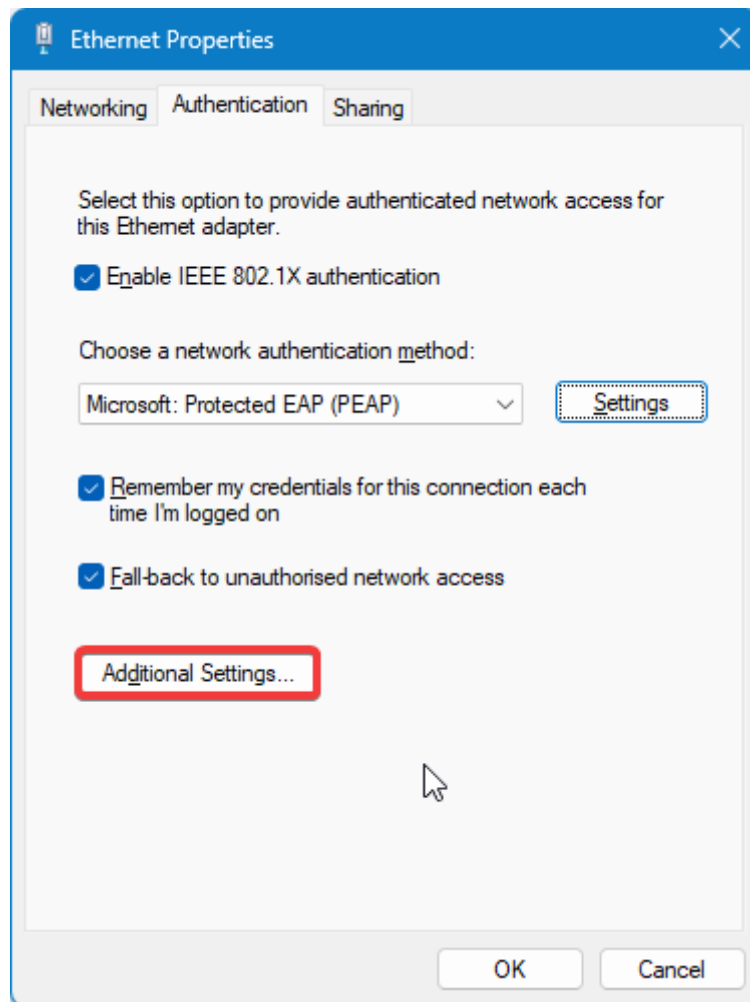 Ethernet Properties
Networking Authentication Sharing
Select this option to provide authenticated network access for
this Ethernet adapter.
Enable IEEE 802.1X authentication
Choose a network authentication method:
Microsoft: Protected EAP (PEAP) Settings
Remember my credentials for this connection each
time I'm logged on
Fall-back to unauthorised network access
Additional Settings...
OK Cancel